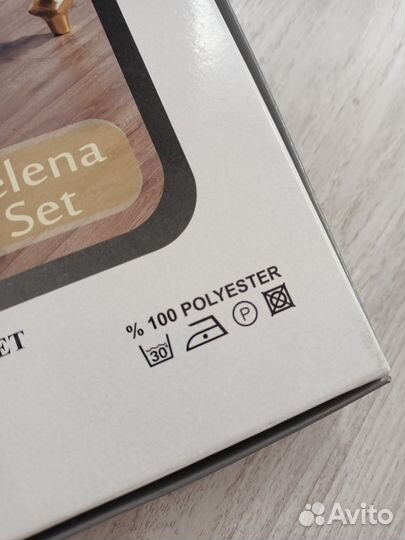 elena
Set
% 100 POLYESTER
30 P
ET
Avito